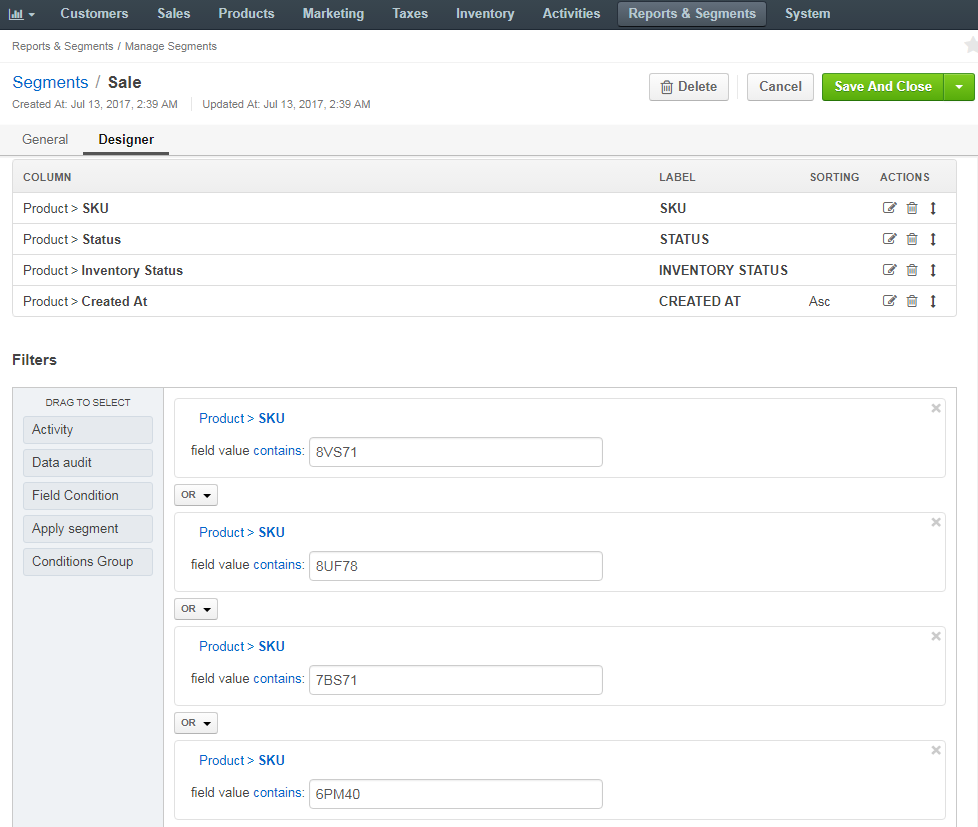 Customers Sales Products Marketing Taxes Inventory Activities Reports & Segments System
Reports & Segments / Manage Segments
Segments / Sale
Delete Cancel Save And Close
Created At: Jul 13, 2017, 2:39 AM Updated At: Jul 13, 2017, 2:39 AM
General Designer
COLUMN LABEL SORTING ACTIONS
Product > SKU SKU
Product > Status STATUS
Product > Inventory Status INVENTORY STATUS
Product > Created At CREATED AT Asc
Filters
DRAG TO SELECT
Activity
Data audit
Field Condition
Apply segment
Conditions Group
Product > SKU
field value contains: 8VS71
OR
Product > SKU
field value contains: 8UF78
OR
Product > SKU
field value contains: 7BS71
OR
Product > SKU
field value contains: 6PM40